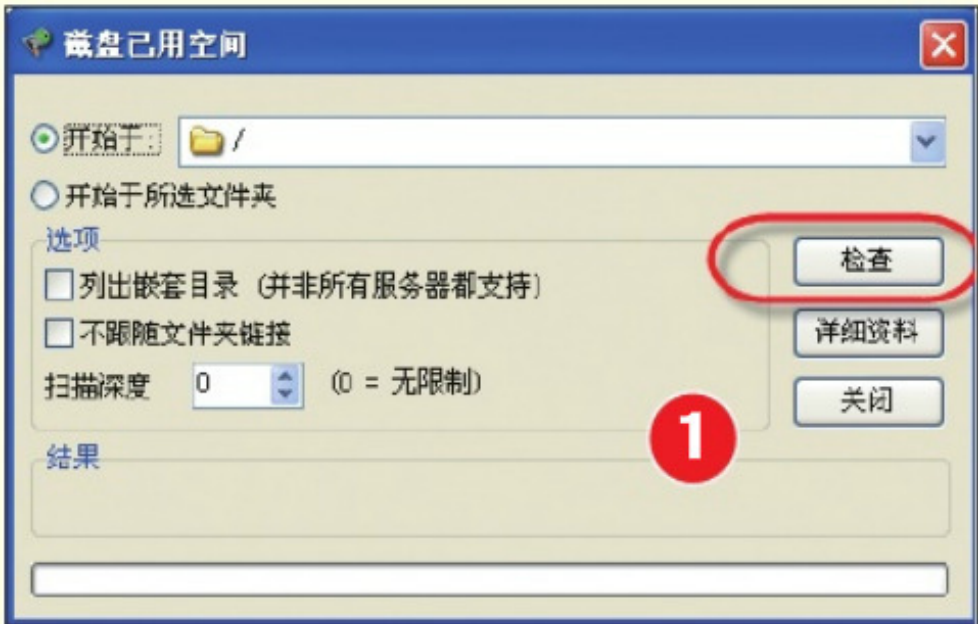 磁盘已用空间
开始于:
/
开始于所选文件夹
选项
列出嵌套目录 (并非所有服务器都支持)
不跟随文件夹链接
扫描深度 0 (0 = 无限制)
检查
详细资料
关闭
1
结果